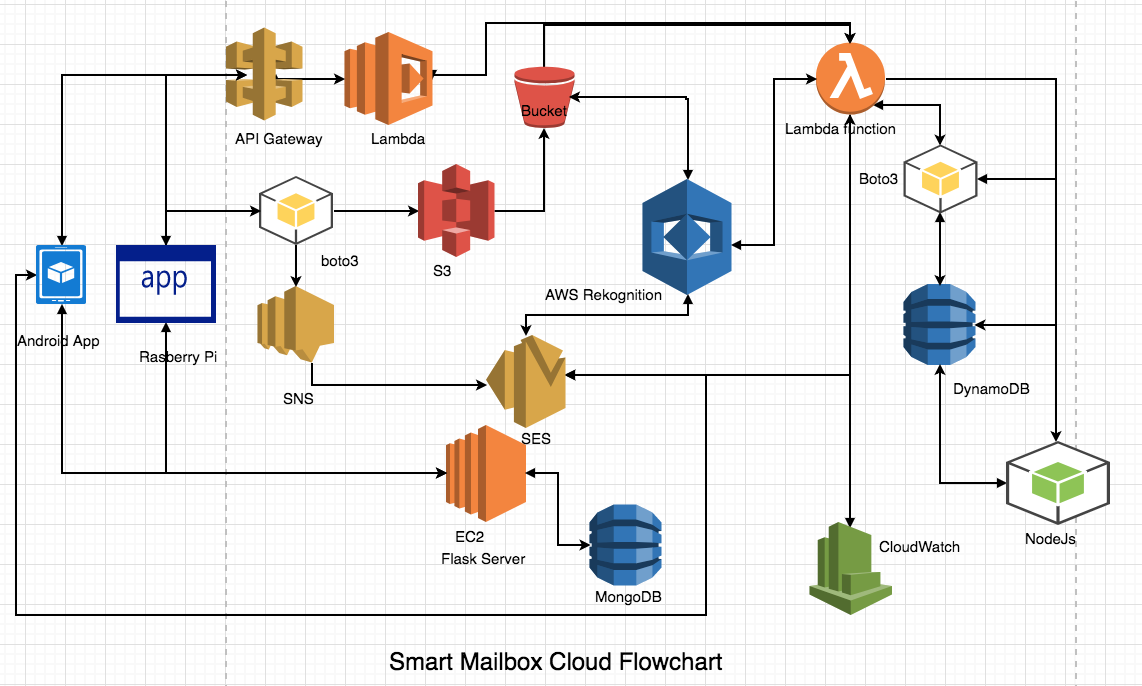 API Gateway
Lambda
Bucket
Lambda function
Boto3
boto3
S3
app
AWS Rekognition
Android App
Rasberry Pi
SNS
DynamoDB
SES
EC2
Flask Server
NodeJs
CloudWatch
MongoDB
Smart Mailbox Cloud Flowchart